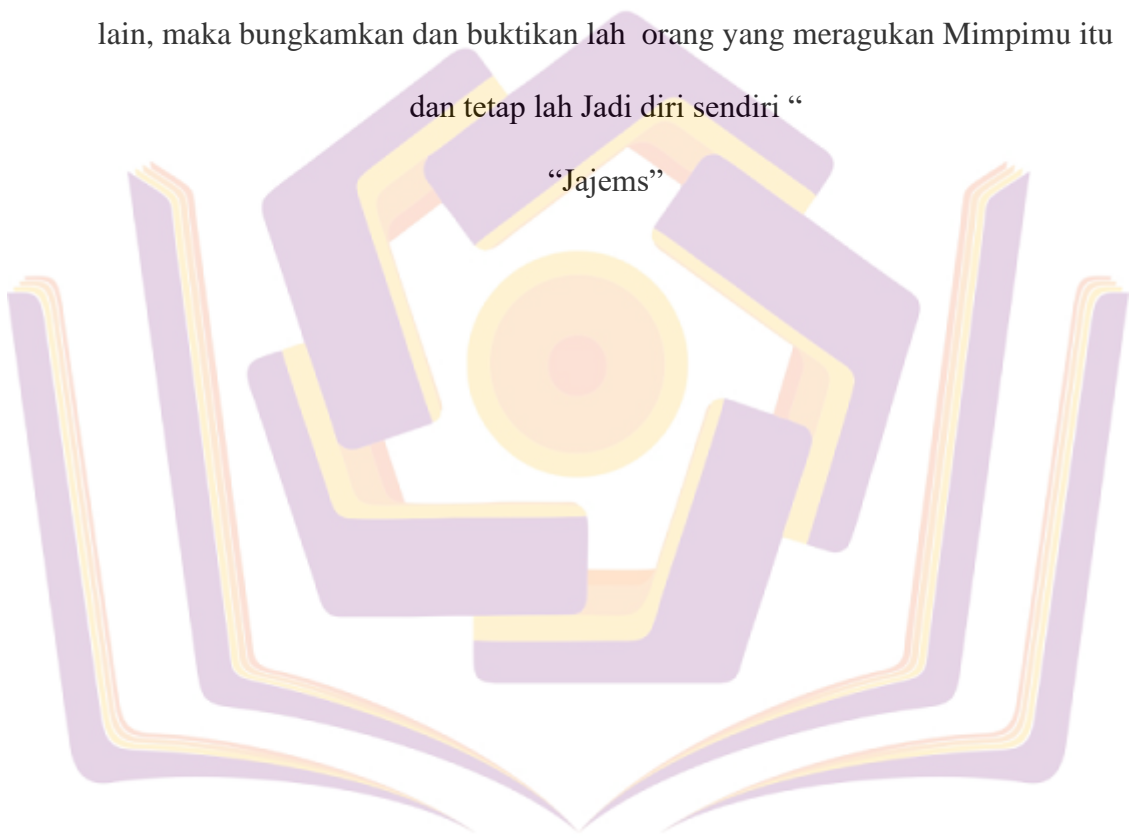 lain, maka bungkamkan dan buktikan lah  orang yang meragukan Mimpimu itu
dan tetap lah Jadi diri sendiri “
“Jajems”